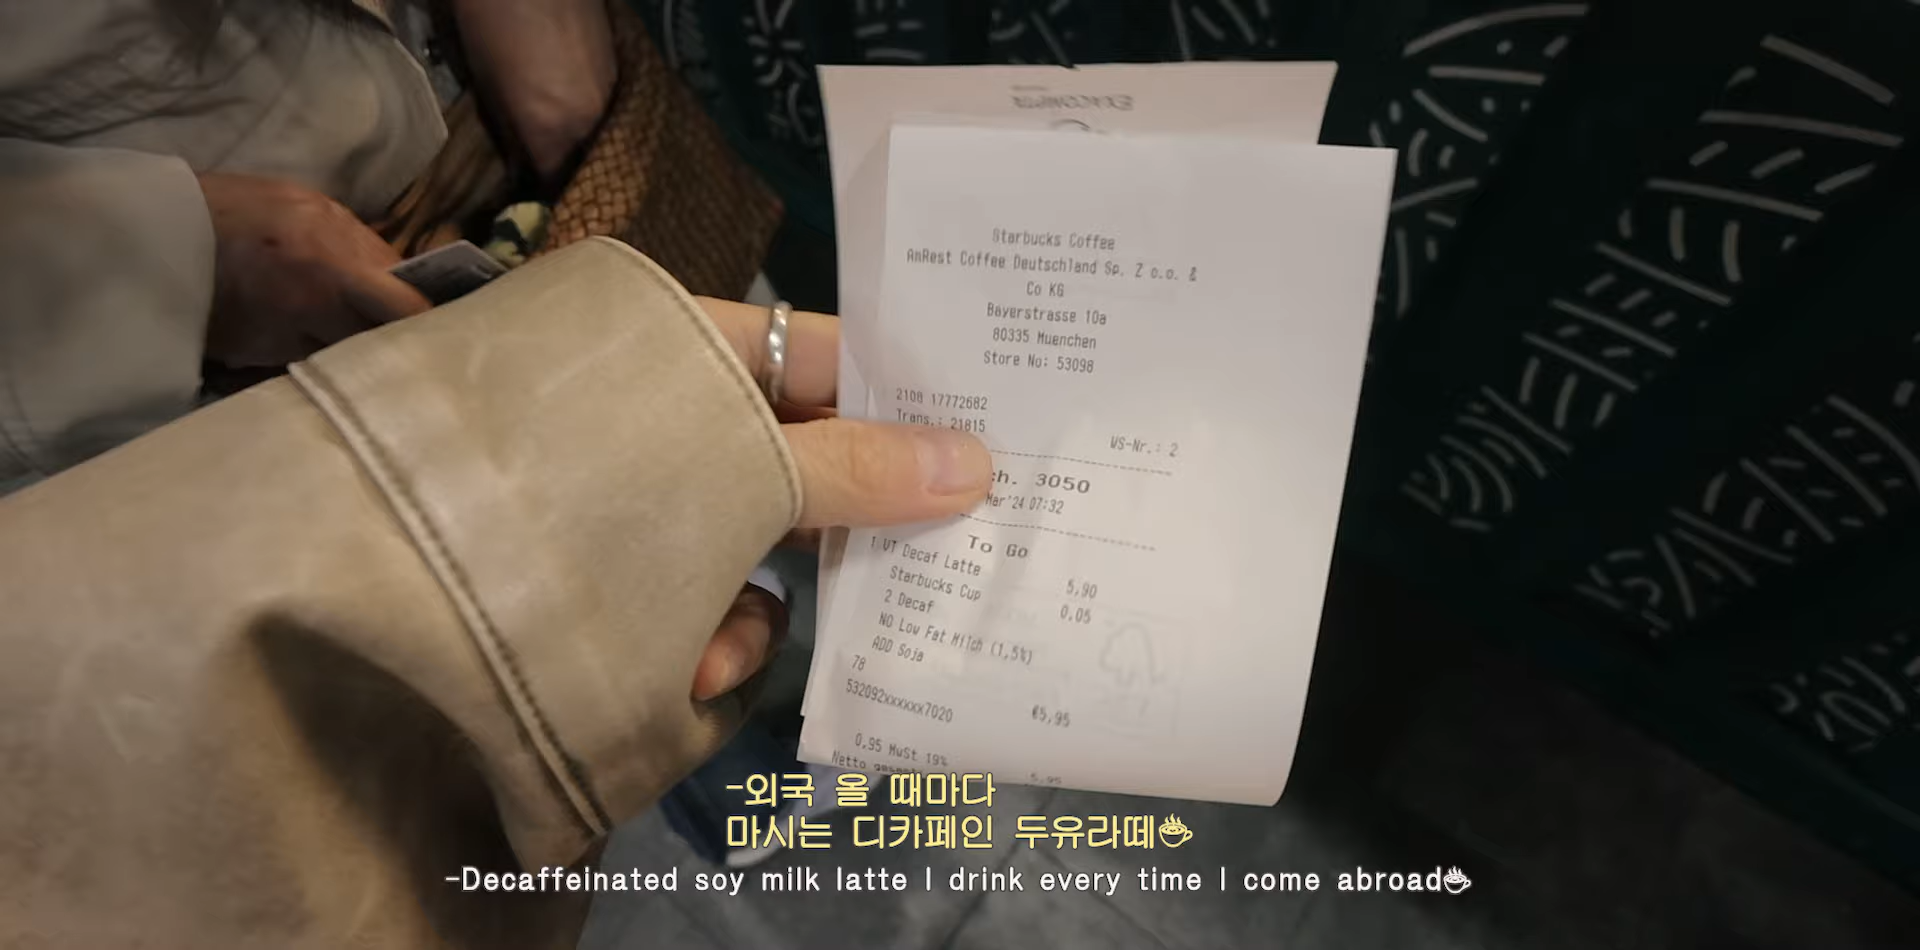 Starbucks Coffee
AmRest Coffee Deutschland Sp. Z o.o. &
Co KG
Bayerstrasse 10a
80335 Muenchen
Store No: 53098
2108 17772682
Trans.: 21815
WS-Nr.: 2
ch. 3050
Mar'24 07:32
To Go
1 VT Decaf Latte 5,90
Starbucks Cup 0,05
2 Decaf
NO Low Fat Milch (1,5%)
ADD Soja
78
532092xxxxxx7020 €5,95
0,95 MwSt 19%
Netto 5,95
-외국 올 때마다
마시는 디카페인 두유라떼☕
-Decaffeinated soy milk latte I drink every time I come abroad☕